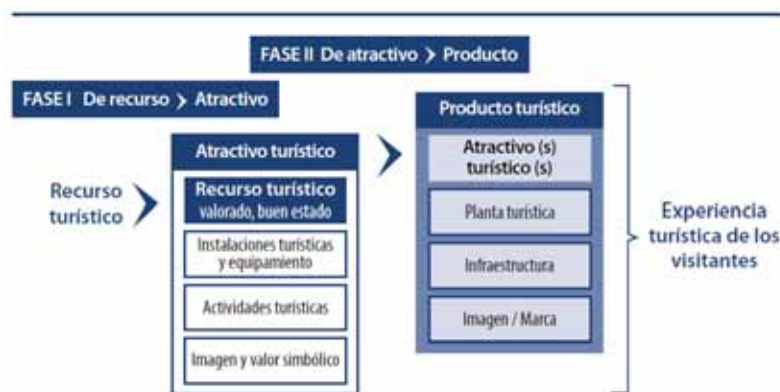 FASE II De atractivo > Producto
FASE I De recurso > Atractivo
Recurso
turístico
Atractivo turístico
Recurso turístico
valorado, buen estado
Instalaciones turísticas
y equipamiento
Actividades turísticas
Imagen y valor simbólico
Producto turístico
Atractivo (s)
turístico (s)
Planta turística
Infraestructura
Imagen / Marca
Experiencia
turística de los
visitantes